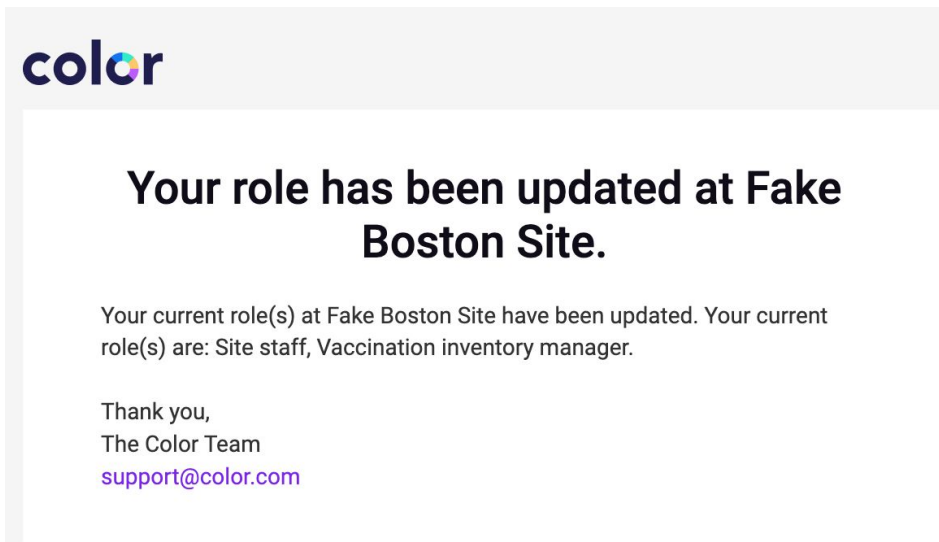 color
Your role has been updated at Fake
Boston Site.
Your current role(s) at Fake Boston Site have been updated. Your current
role(s) are: Site staff, Vaccination inventory manager.
Thank you,
The Color Team
support@color.com